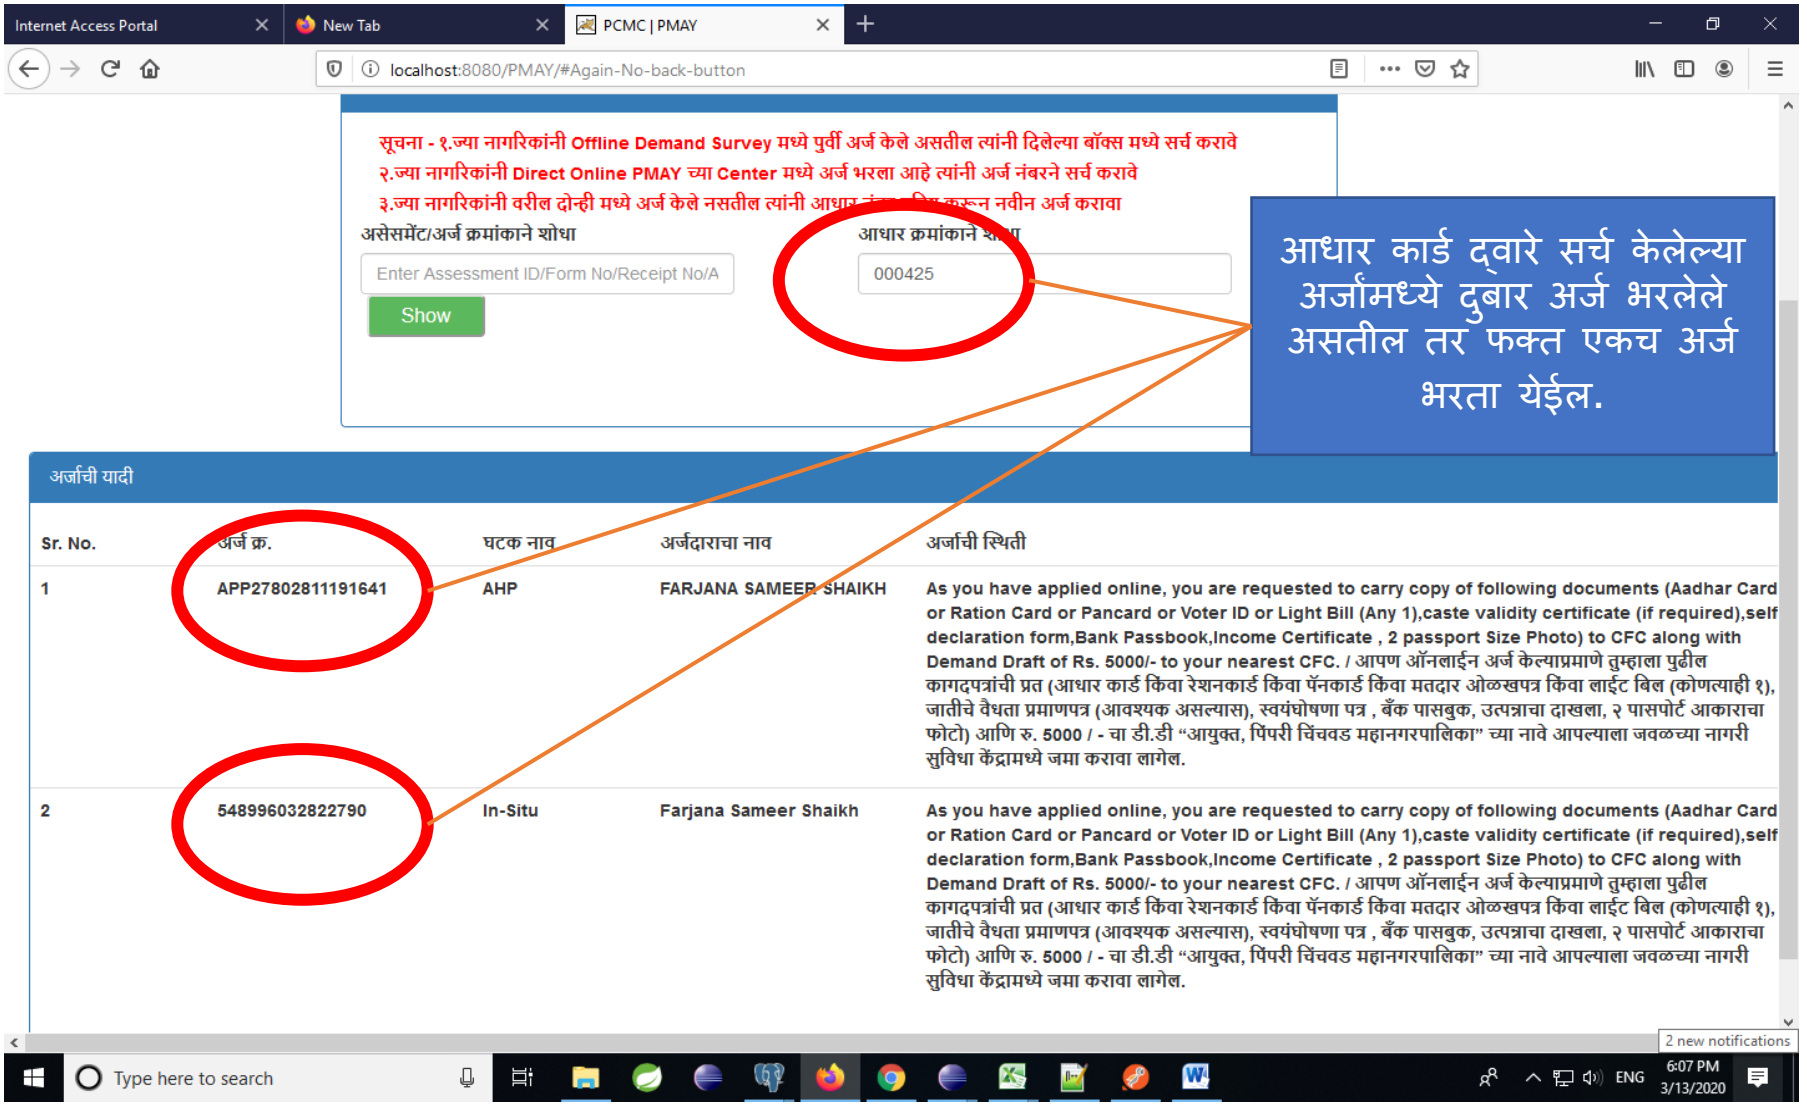 Internet Access Portal
New Tab
PCMC | PMAY
localhost:8080/PMAY/#Again-No-back-button
सूचना - १.ज्या नागरिकांनी Offline Demand Survey मध्ये पुर्वी अर्ज केले असतील त्यांनी दिलेल्या बॉक्स मध्ये सर्च करावे
२.ज्या नागरिकांनी Direct Online PMAY च्या Center मध्ये अर्ज भरला आहे त्यांनी अर्ज नंबरने सर्च करावे
३.ज्या नागरिकांनी वरील दोन्ही मध्ये अर्ज केले नसतील त्यांनी आधार नवीन अर्ज करावा
असेसमेंट/अर्ज क्रमांकाने शोधा
आधार क्रमांकाने शोधा
Enter Assessment ID/Form No/Receipt No/A
000425
Show
आधार कार्ड द्वारे सर्च केलेल्या
अर्जांमध्ये दुबार अर्ज भरलेले
असतील तर फक्त एकच अर्ज
भरता येईल.
अर्जाची यादी
Sr. No.
अर्ज क्र.
घटक नाव
अर्जदाराचा नाव
अर्जाची स्थिती
1
APP27802811191641
AHP
FARJANA SAMEER SHAIKH
As you have applied online, you are requested to carry copy of following documents (Aadhar Card
or Ration Card or Pancard or Voter ID or Light Bill (Any 1),caste validity certificate (if required),self
declaration form,Bank Passbook,Income Certificate , 2 passport Size Photo) to CFC along with
Demand Draft of Rs. 5000/- to your nearest CFC. / आपण ऑनलाईन अर्ज केल्याप्रमाणे तुम्हाला पुढील
कागदपत्रांची प्रत (आधार कार्ड किंवा रेशनकार्ड किंवा पॅनकार्ड किंवा मतदार ओळखपत्र किंवा लाईट बिल (कोणत्याही १),
जातीचे वैधता प्रमाणपत्र (आवश्यक असल्यास), स्वयंघोषणा पत्र , बँक पासबुक, उत्पन्नाचा दाखला, २ पासपोर्ट आकाराचा
फोटो) आणि रु. 5000 / - चा डी.डी “आयुक्त, पिंपरी चिंचवड महानगरपालिका” च्या नावे आपल्याला जवळच्या नागरी
सुविधा केंद्रामध्ये जमा करावा लागेल.
2
548996032822790
In-Situ
Farjana Sameer Shaikh
As you have applied online, you are requested to carry copy of following documents (Aadhar Card
or Ration Card or Pancard or Voter ID or Light Bill (Any 1),caste validity certificate (if required),self
declaration form,Bank Passbook,Income Certificate , 2 passport Size Photo) to CFC along with
Demand Draft of Rs. 5000/- to your nearest CFC. / आपण ऑनलाईन अर्ज केल्याप्रमाणे तुम्हाला पुढील
कागदपत्रांची प्रत (आधार कार्ड किंवा रेशनकार्ड किंवा पॅनकार्ड किंवा मतदार ओळखपत्र किंवा लाईट बिल (कोणत्याही १),
जातीचे वैधता प्रमाणपत्र (आवश्यक असल्यास), स्वयंघोषणा पत्र , बँक पासबुक, उत्पन्नाचा दाखला, २ पासपोर्ट आकाराचा
फोटो) आणि रु. 5000 / - चा डी.डी “आयुक्त, पिंपरी चिंचवड महानगरपालिका” च्या नावे आपल्याला जवळच्या नागरी
सुविधा केंद्रामध्ये जमा करावा लागेल.
2 new notifications
Type here to search
ENG
6:07 PM
3/13/2020